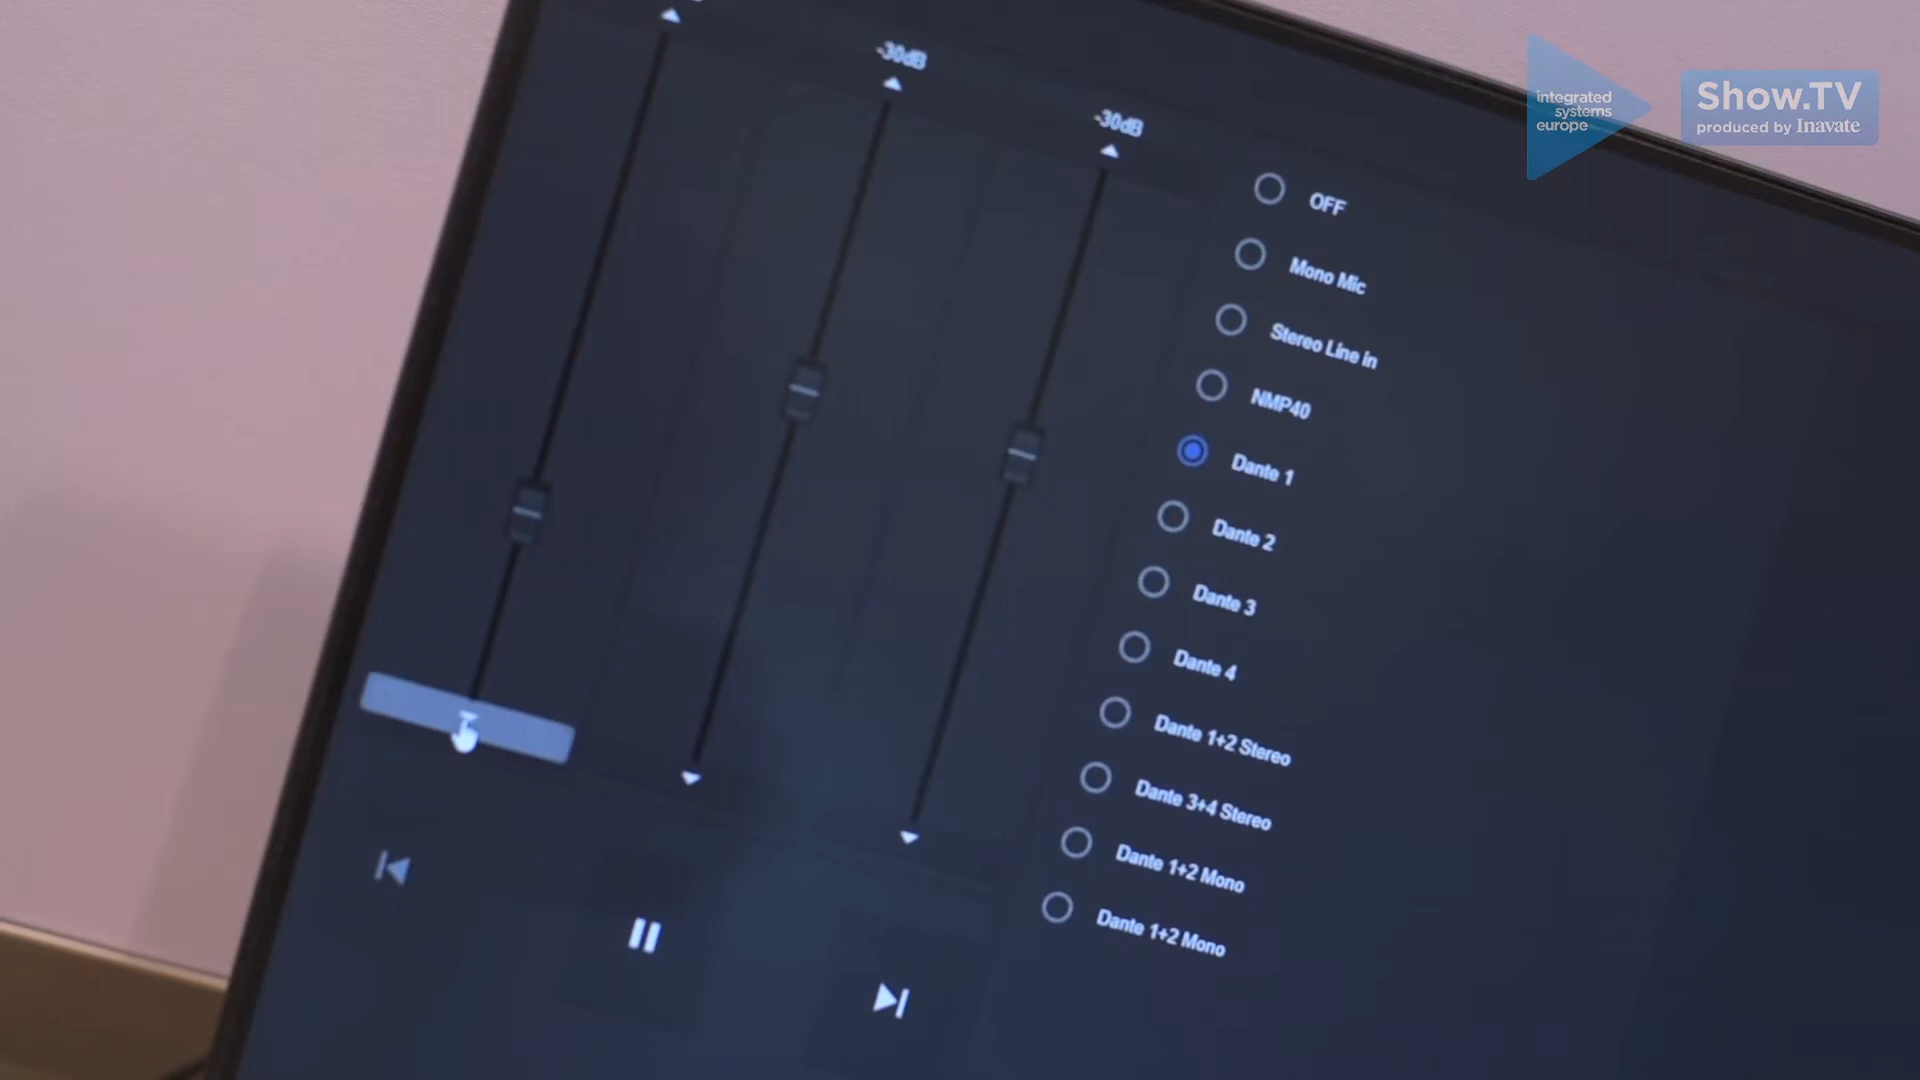 -30dB
-30dB
OFF
Mono Mic
Stereo Line in
NMP40
Dante 1
Dante 2
Dante 3
Dante 4
Dante 1+2 Stereo
Dante 3+4 Stereo
Dante 1+2 Mono
Dante 1+2 Mono
integrated
systems
europe
Show.TV
produced by Inavate